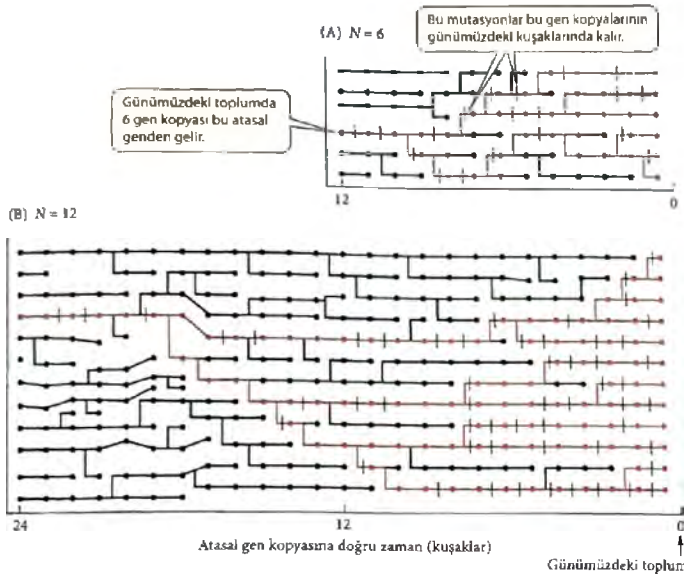 (A) N = 6
Bu mutasyonlar bu gen kopyalarının
günümüzdeki kuşaklarında kalır.
Günümüzdeki toplumda
6 gen kopyası bu atasal
genden gelir.
12
0
(B) N = 12
24
12
0
Atasal gen kopyasına doğru zaman (kuşaklar)
Günümüzdeki toplum